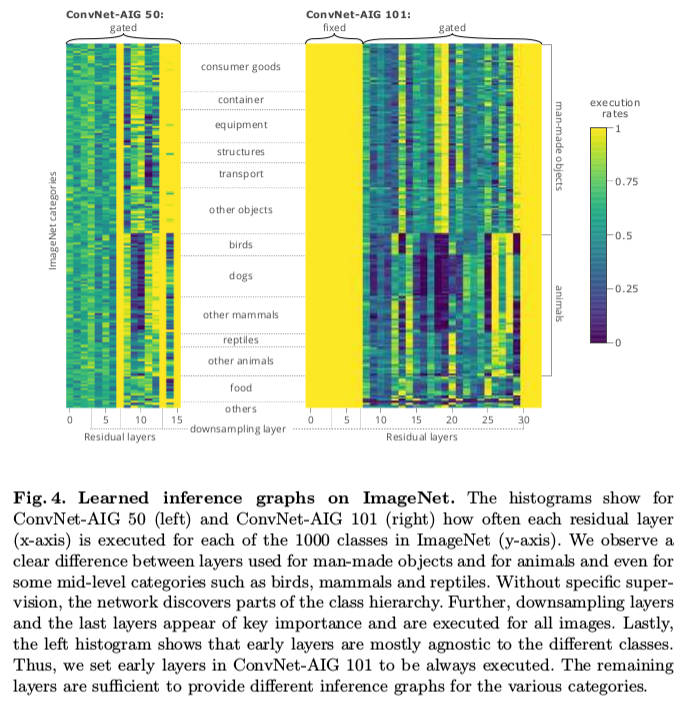 ConvNet-AIG 50:
gated
ConvNet-AIG 101:
fixed
gated
ImageNet categories
consumer goods
container
equipment
structures
transport
other objects
birds
dogs
other mammals
reptiles
other animals
food
others
man-made objects
animals
execution
rates
1
0.75
0.5
0.25
0
0 5 10 15
Residual layers
downsampling layer
0 5 10 15 20 25 30
Residual layers
Fig. 4. Learned inference graphs on ImageNet. The histograms show for
ConvNet-AIG 50 (left) and ConvNet-AIG 101 (right) how often each residual layer
(x-axis) is executed for each of the 1000 classes in ImageNet (y-axis). We observe a
clear difference between layers used for man-made objects and for animals and even for
some mid-level categories such as birds, mammals and reptiles. Without specific super-
vision, the network discovers parts of the class hierarchy. Further, downsampling layers
and the last layers appear of key importance and are executed for all images. Lastly,
the left histogram shows that early layers are mostly agnostic to the different classes.
Thus, we set early layers in ConvNet-AIG 101 to be always executed. The remaining
layers are sufficient to provide different inference graphs for the various categories.